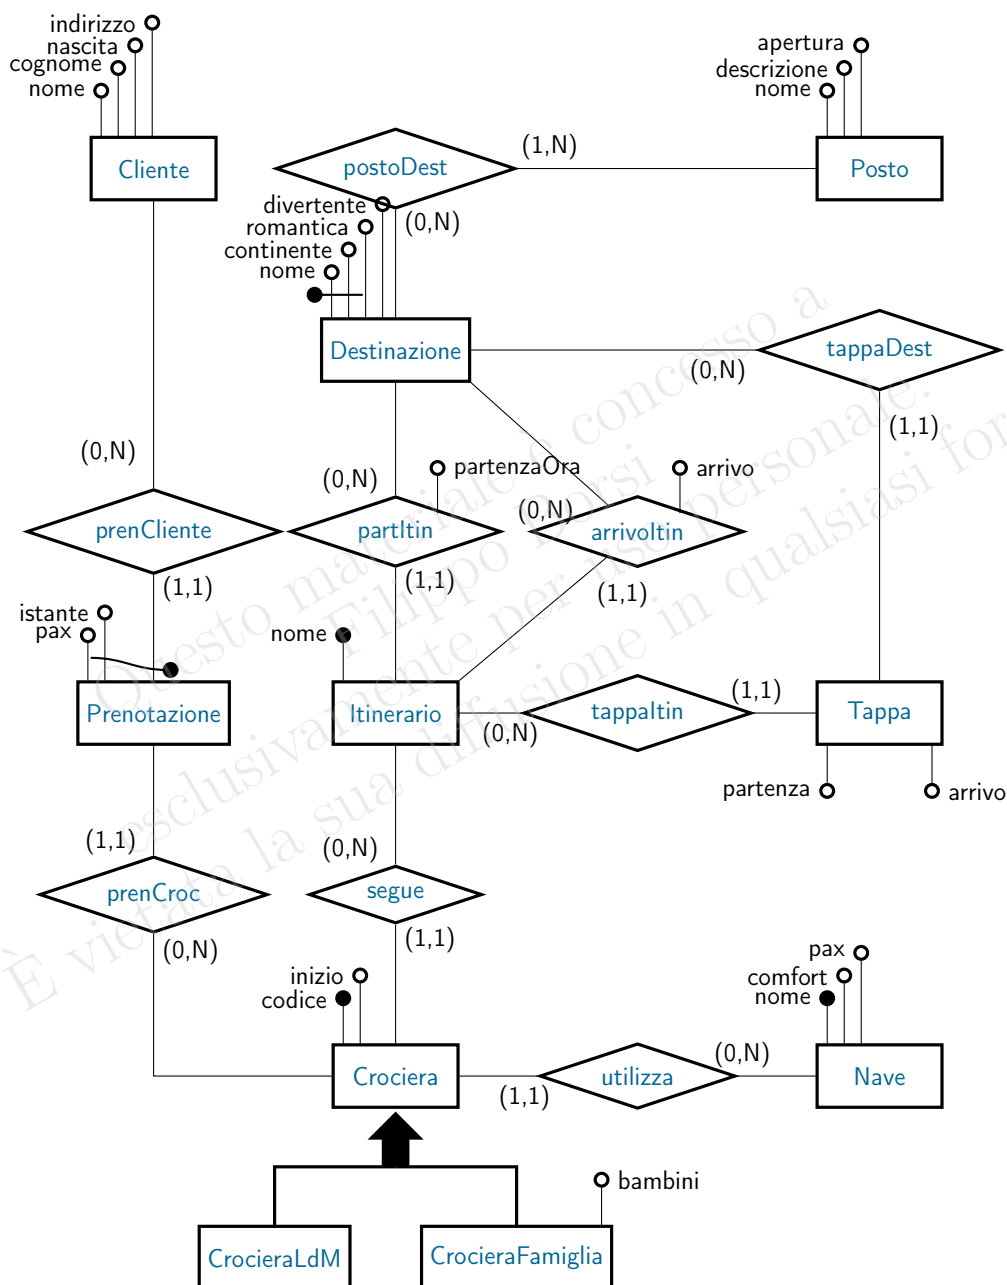 indirizzo
nascita
cognome
nome
Cliente
apertura
descrizione
nome
Posto
postoDest
(1,N)
(0,N)
divertente
romantica
continente
nome
Destinazione
(0,N)
tappaDest
(1,1)
(0,N)
prenCliente
(1,1)
(0,N)
partenzaOra
partItin
(1,1)
arrivo
(0,N)
arrivoItin
(1,1)
istante
pax
Prenotazione
nome
Itinerario
(0,N)
tappaItin
(1,1)
Tappa
partenza
arrivo
(1,1)
prenCroc
(0,N)
(0,N)
segue
(1,1)
inizio
codice
Crociera
(1,1)
utilizza
(0,N)
pax
comfort
nome
Nave
bambini
CrocieraLdM
CrocieraFamiglia
Questo materiale è concesso a
Filippo Borsi
esclusivamente per uso personale.
È vietata la sua diffusione in qualsiasi for